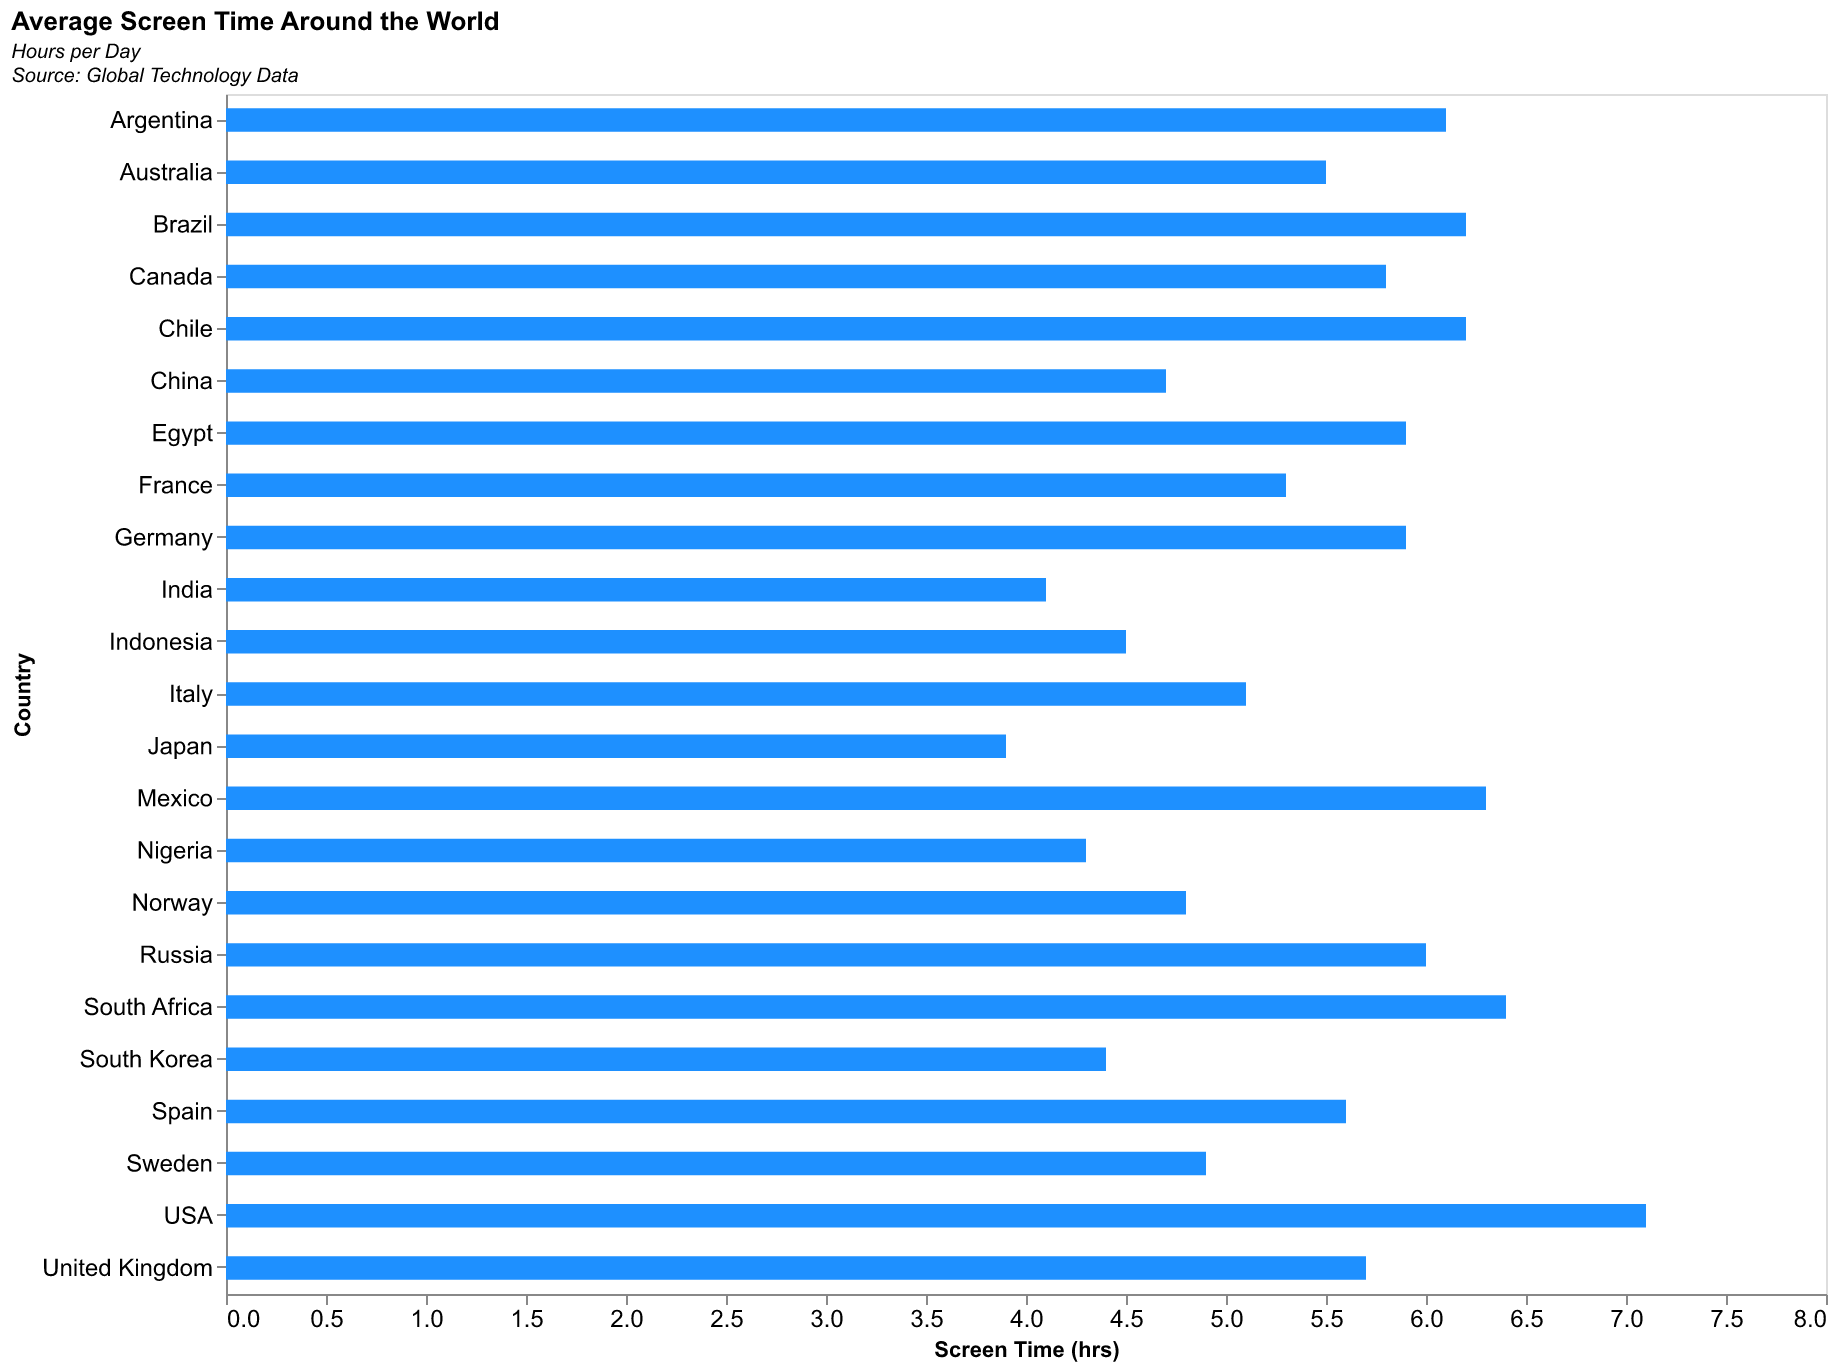 Average Screen Time Around the World
Hours per Day
Source: Global Technology Data
Argentina
Australia
Brazil
Canada
Chile
China
Egypt
France
Germany
India
Indonesia
Italy
Japan
Mexico
Nigeria
Norway
Russia
South Africa
South Korea
Spain
Sweden
USA
United Kingdom
Country
0.0 0.5 1.0 1.5 2.0 2.5 3.0 3.5 4.0 4.5 5.0 5.5 6.0 6.5 7.0 7.5 8.0
Screen Time (hrs)